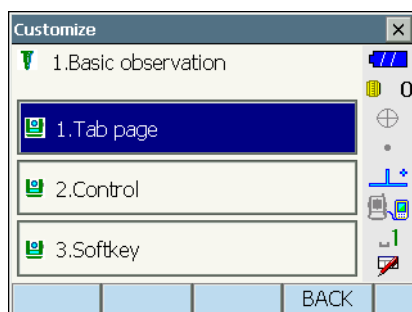 Customize
1.Basic observation
0
1.Tab page
2.Control
3.Softkey
1
BACK